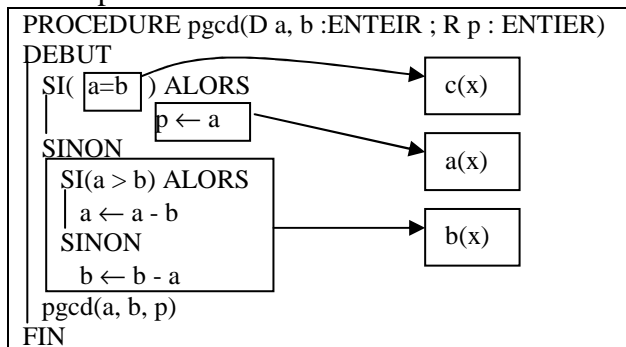 PROCEDURE pgcd(D a, b :ENTEIR ; R p : ENTIER)
DEBUT
SI( a=b ) ALORS
c(x)
p ← a
SINON
a(x)
SI(a > b) ALORS
a ← a - b
b(x)
SINON
b ← b - a
pgcd(a, b, p)
FIN